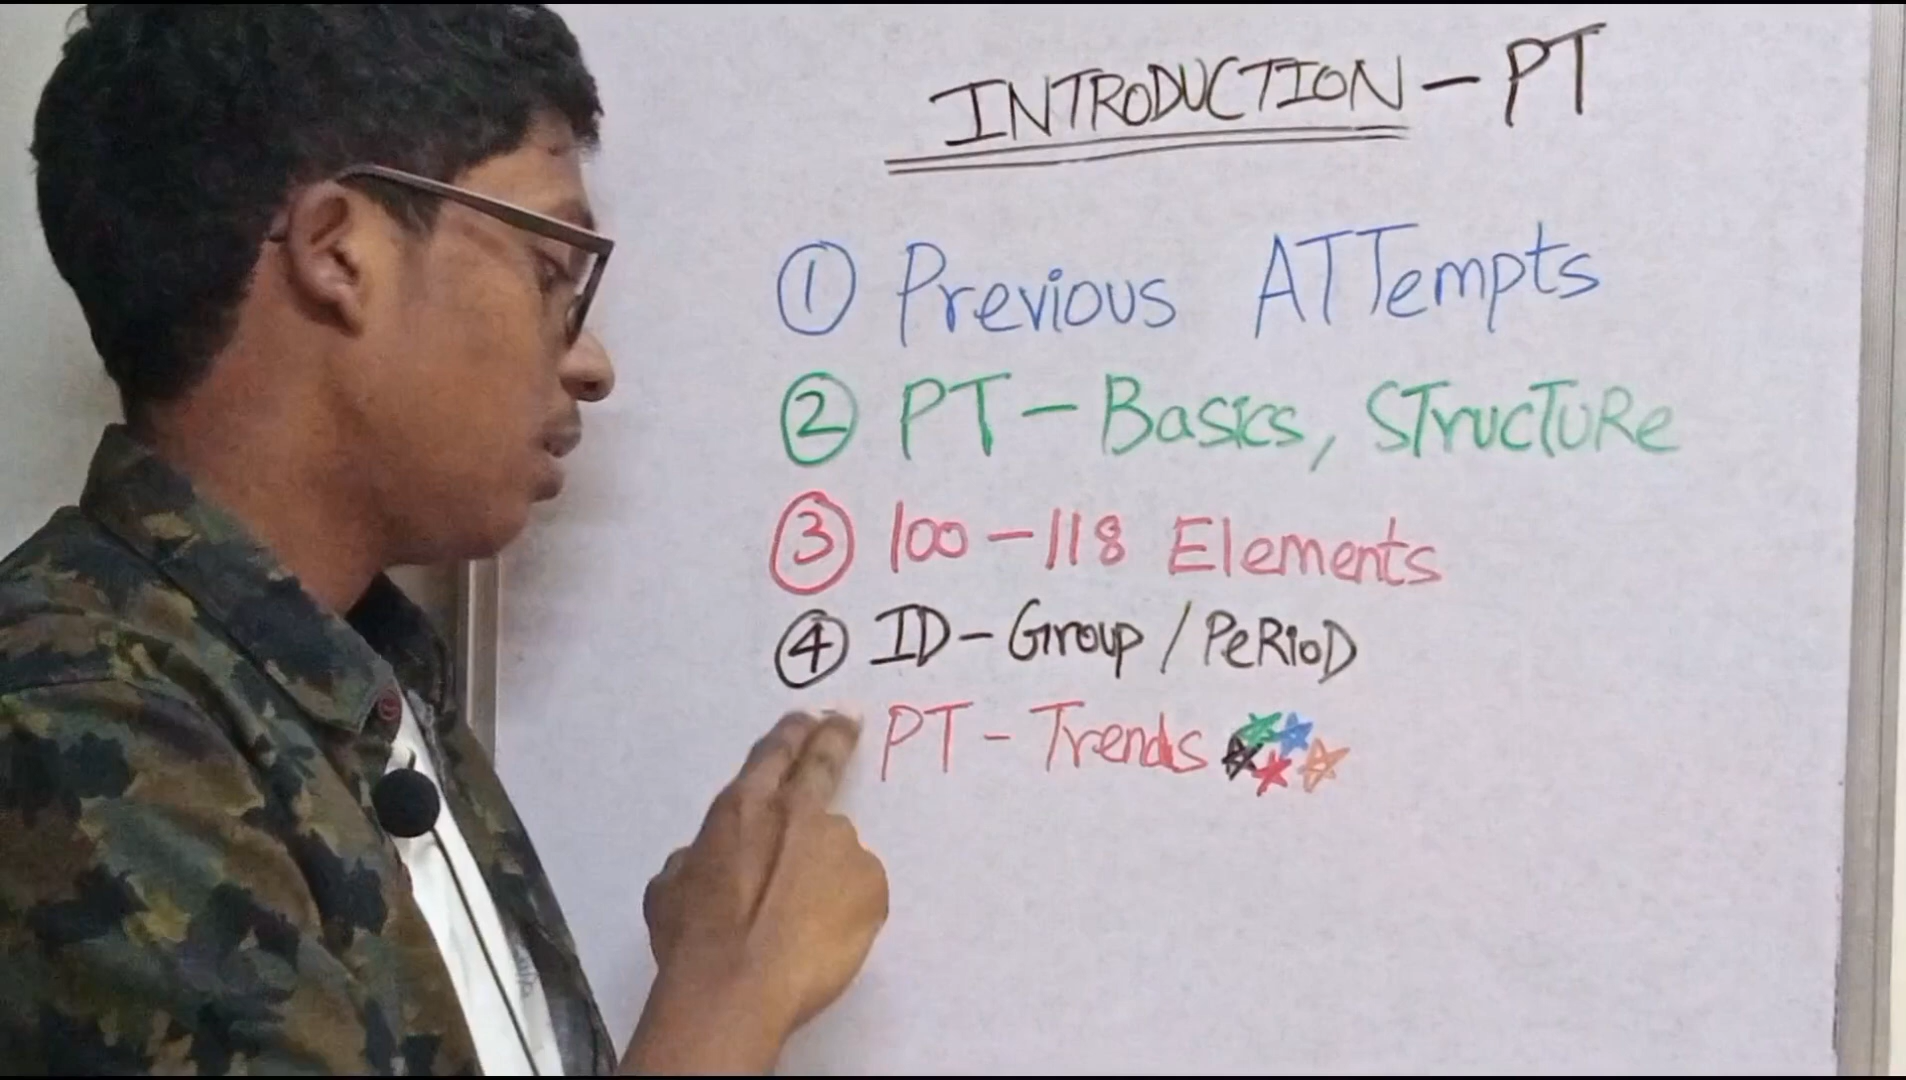 INTRODUCTION - PT
① Previous ATTempts
② PT - Basics, STrucTuRe
③ 100 - 118 Elements
④ ID - Group / PeRioD
PT - Trends